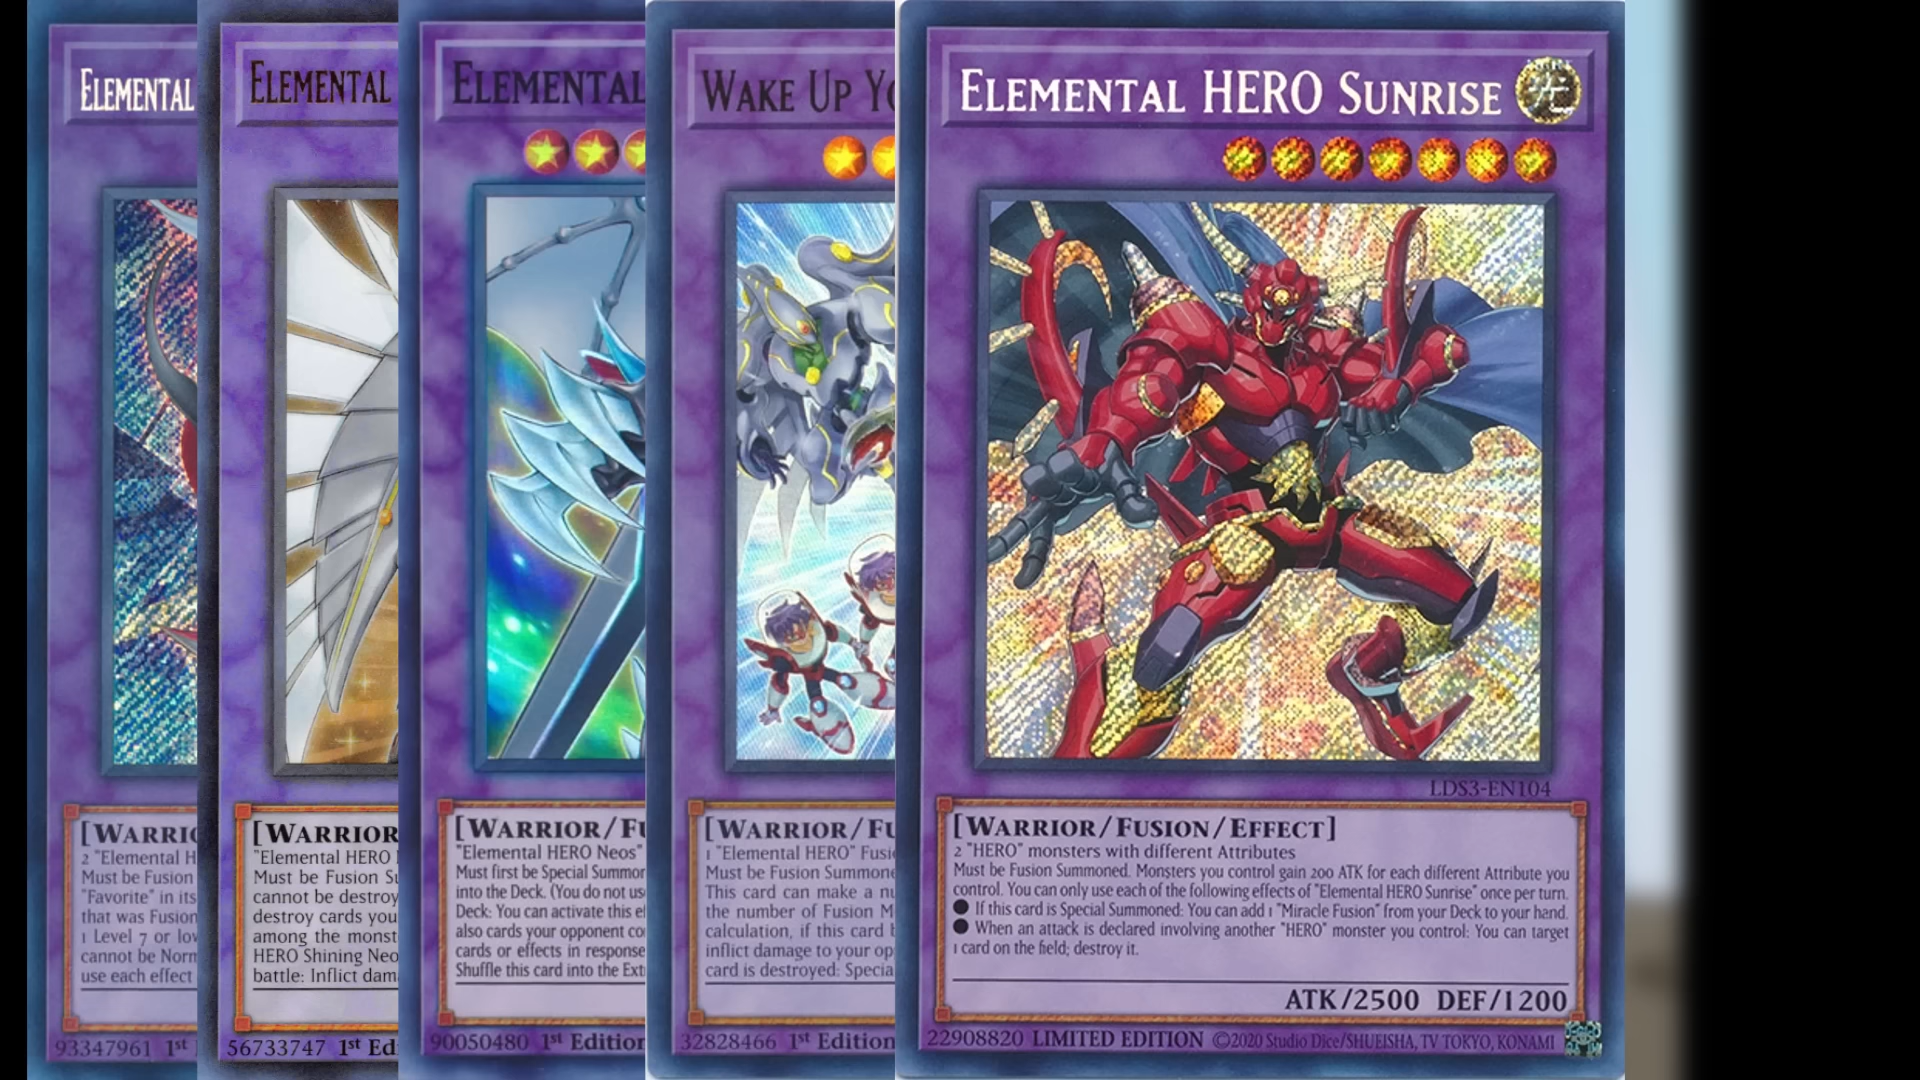 ELEMENTAL
[WARRIO
2 "Elemental H
Must be Fusion
"Favorite" in its
that was Fusion
1 Level 7 or low
cannot be Norm
use each effect
93347961 1st
ELEMENTAL
[WARRIOR
"Elemental HERO
Must be Fusion Su
cannot be destroy
destroy cards you
among the monst
HERO Shining Neo
battle: Inflict dam
56733747 1st Ed
ELEMENTAL
[WARRIOR/FU
"Elemental HERO Neos"
Must first be Special Summon
into the Deck. (You do not us
Deck: You can activate this ef
also cards your opponent co
cards or effects in response
Shuffle this card into the Ext
90050480 1st Edition
WAKE UP YO
[WARRIOR/FU
1 "Elemental HERO" Fusi
Must be Fusion Summone
This card can make a nu
the number of Fusion M
calculation, if this card b
inflict damage to your op
card is destroyed: Specia
32828466 1st Edition
ELEMENTAL HERO SUNRISE
光
LDS3-EN104
[WARRIOR/FUSION/EFFECT]
2 "HERO" monsters with different Attributes
Must be Fusion Summoned. Monsters you control gain 200 ATK for each different Attribute you
control. You can only use each of the following effects of "Elemental HERO Sunrise" once per turn.
● If this card is Special Summoned: You can add 1 "Miracle Fusion" from your Deck to your hand.
● When an attack is declared involving another "HERO" monster you control: You can target
1 card on the field; destroy it.
ATK/2500 DEF/1200
22908820 LIMITED EDITION ©2020 Studio Dice/SHUEISHA, TV TOKYO, KONAMI